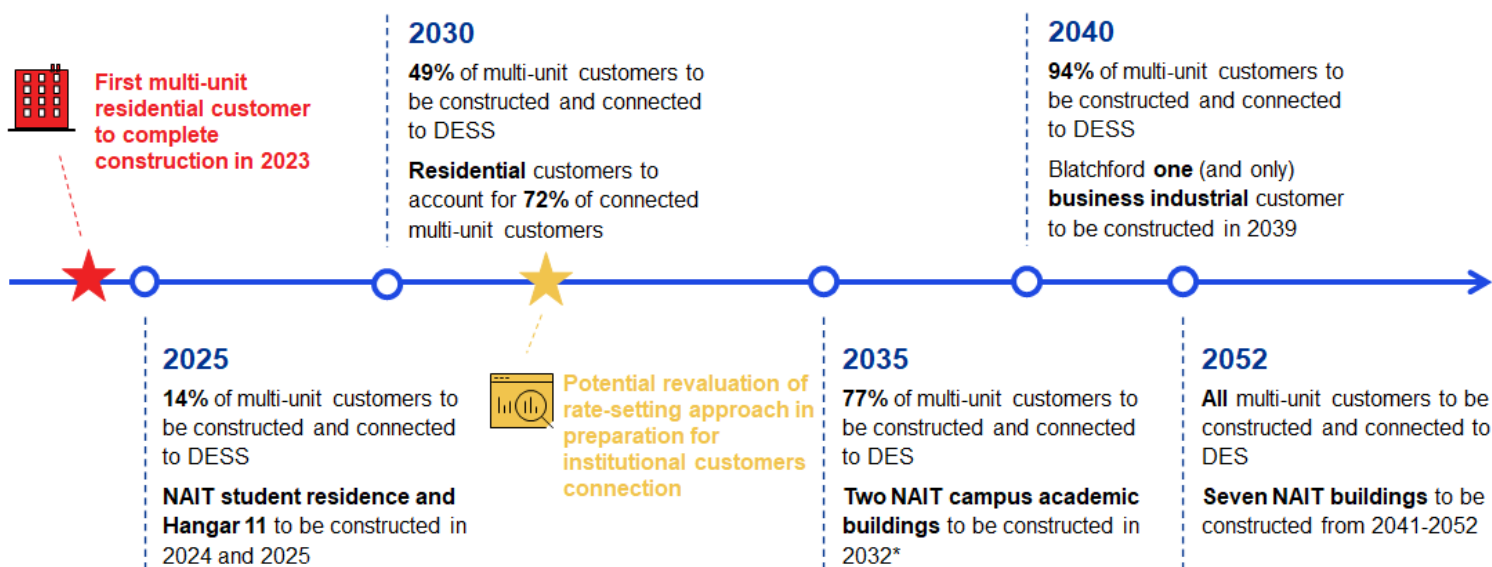 First multi-unit
residential customer
to complete
construction in 2023
2030
49% of multi-unit customers to
be constructed and connected
to DESS
Residential customers to
account for 72% of connected
multi-unit customers
2040
94% of multi-unit customers to
be constructed and connected
to DESS
Blatchford one (and only)
business industrial customer
to be constructed in 2039
2025
14% of multi-unit customers to
be constructed and connected
to DESS
NAIT student residence and
Hangar 11 to be constructed in
2024 and 2025
Potential revaluation of
rate-setting approach in
preparation for
institutional customers
connection
2035
77% of multi-unit customers to
be constructed and connected
to DES
Two NAIT campus academic
buildings to be constructed in
2032*
2052
All multi-unit customers to be
constructed and connected to
DES
Seven NAIT buildings to be
constructed from 2041-2052